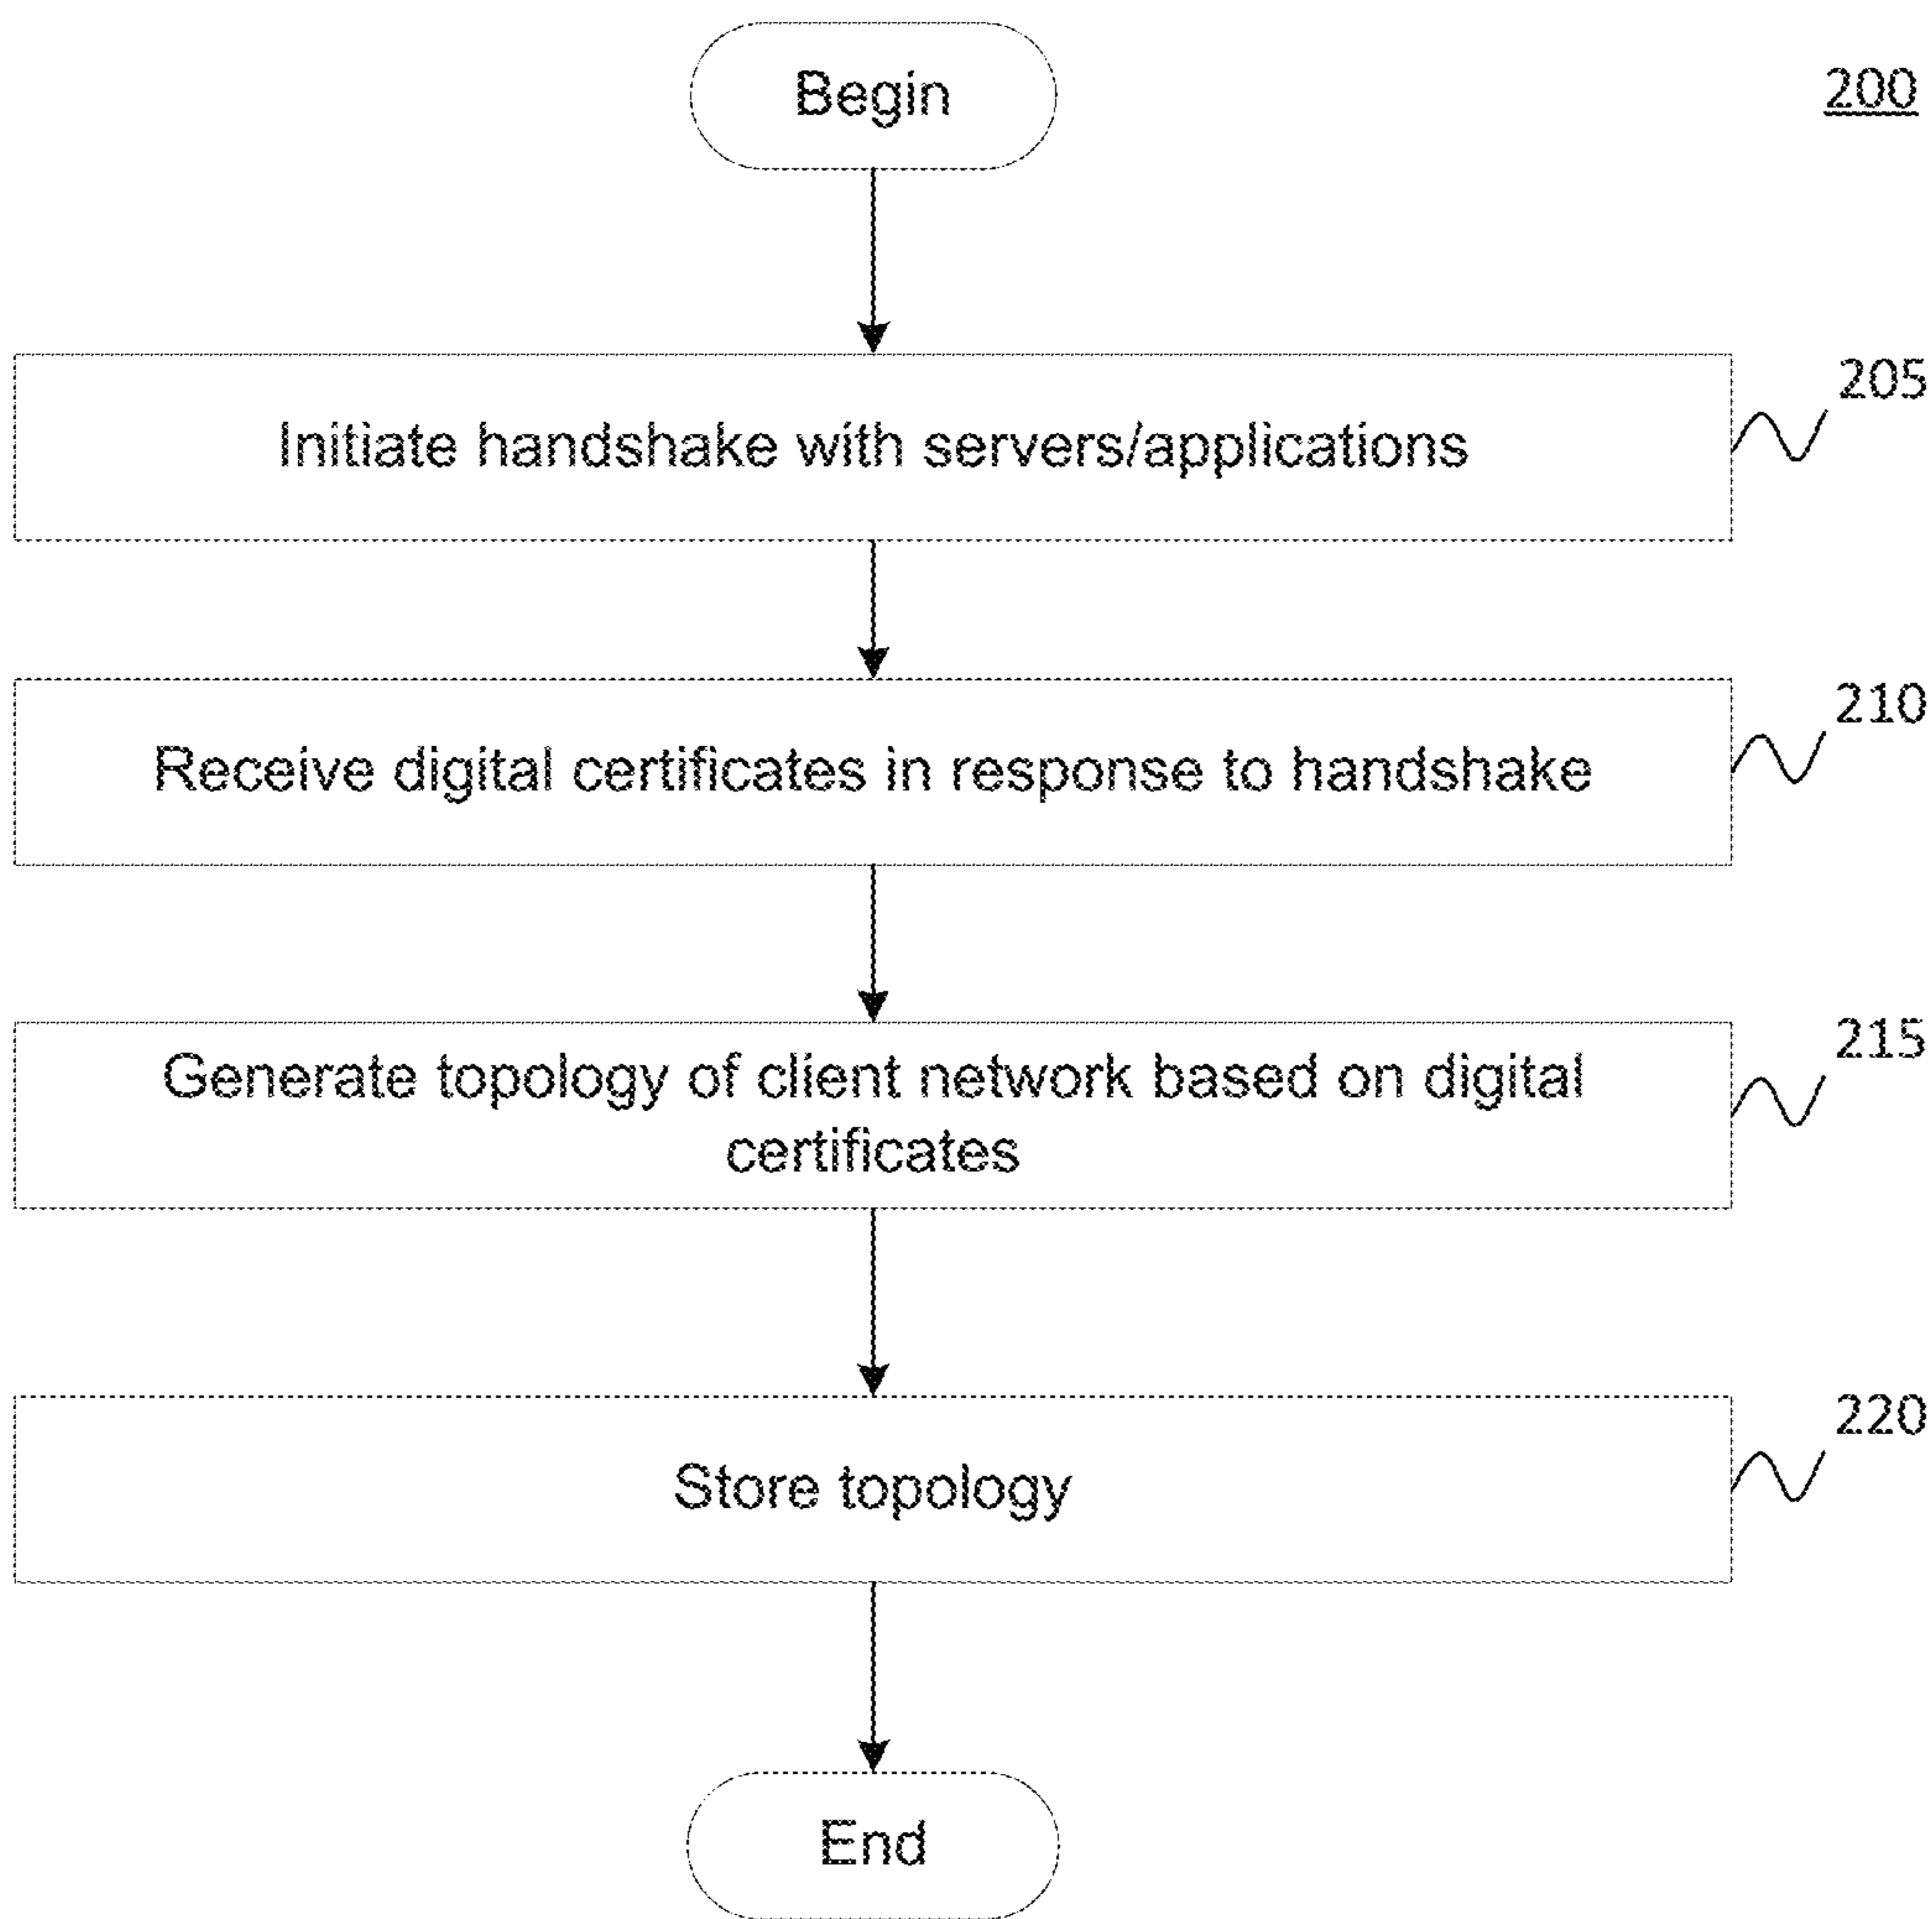 Begin
200
Initiate handshake with servers/applications
205
Receive digital certificates in response to handshake
210
Generate topology of client network based on digital
certificates
215
Store topology
220
End